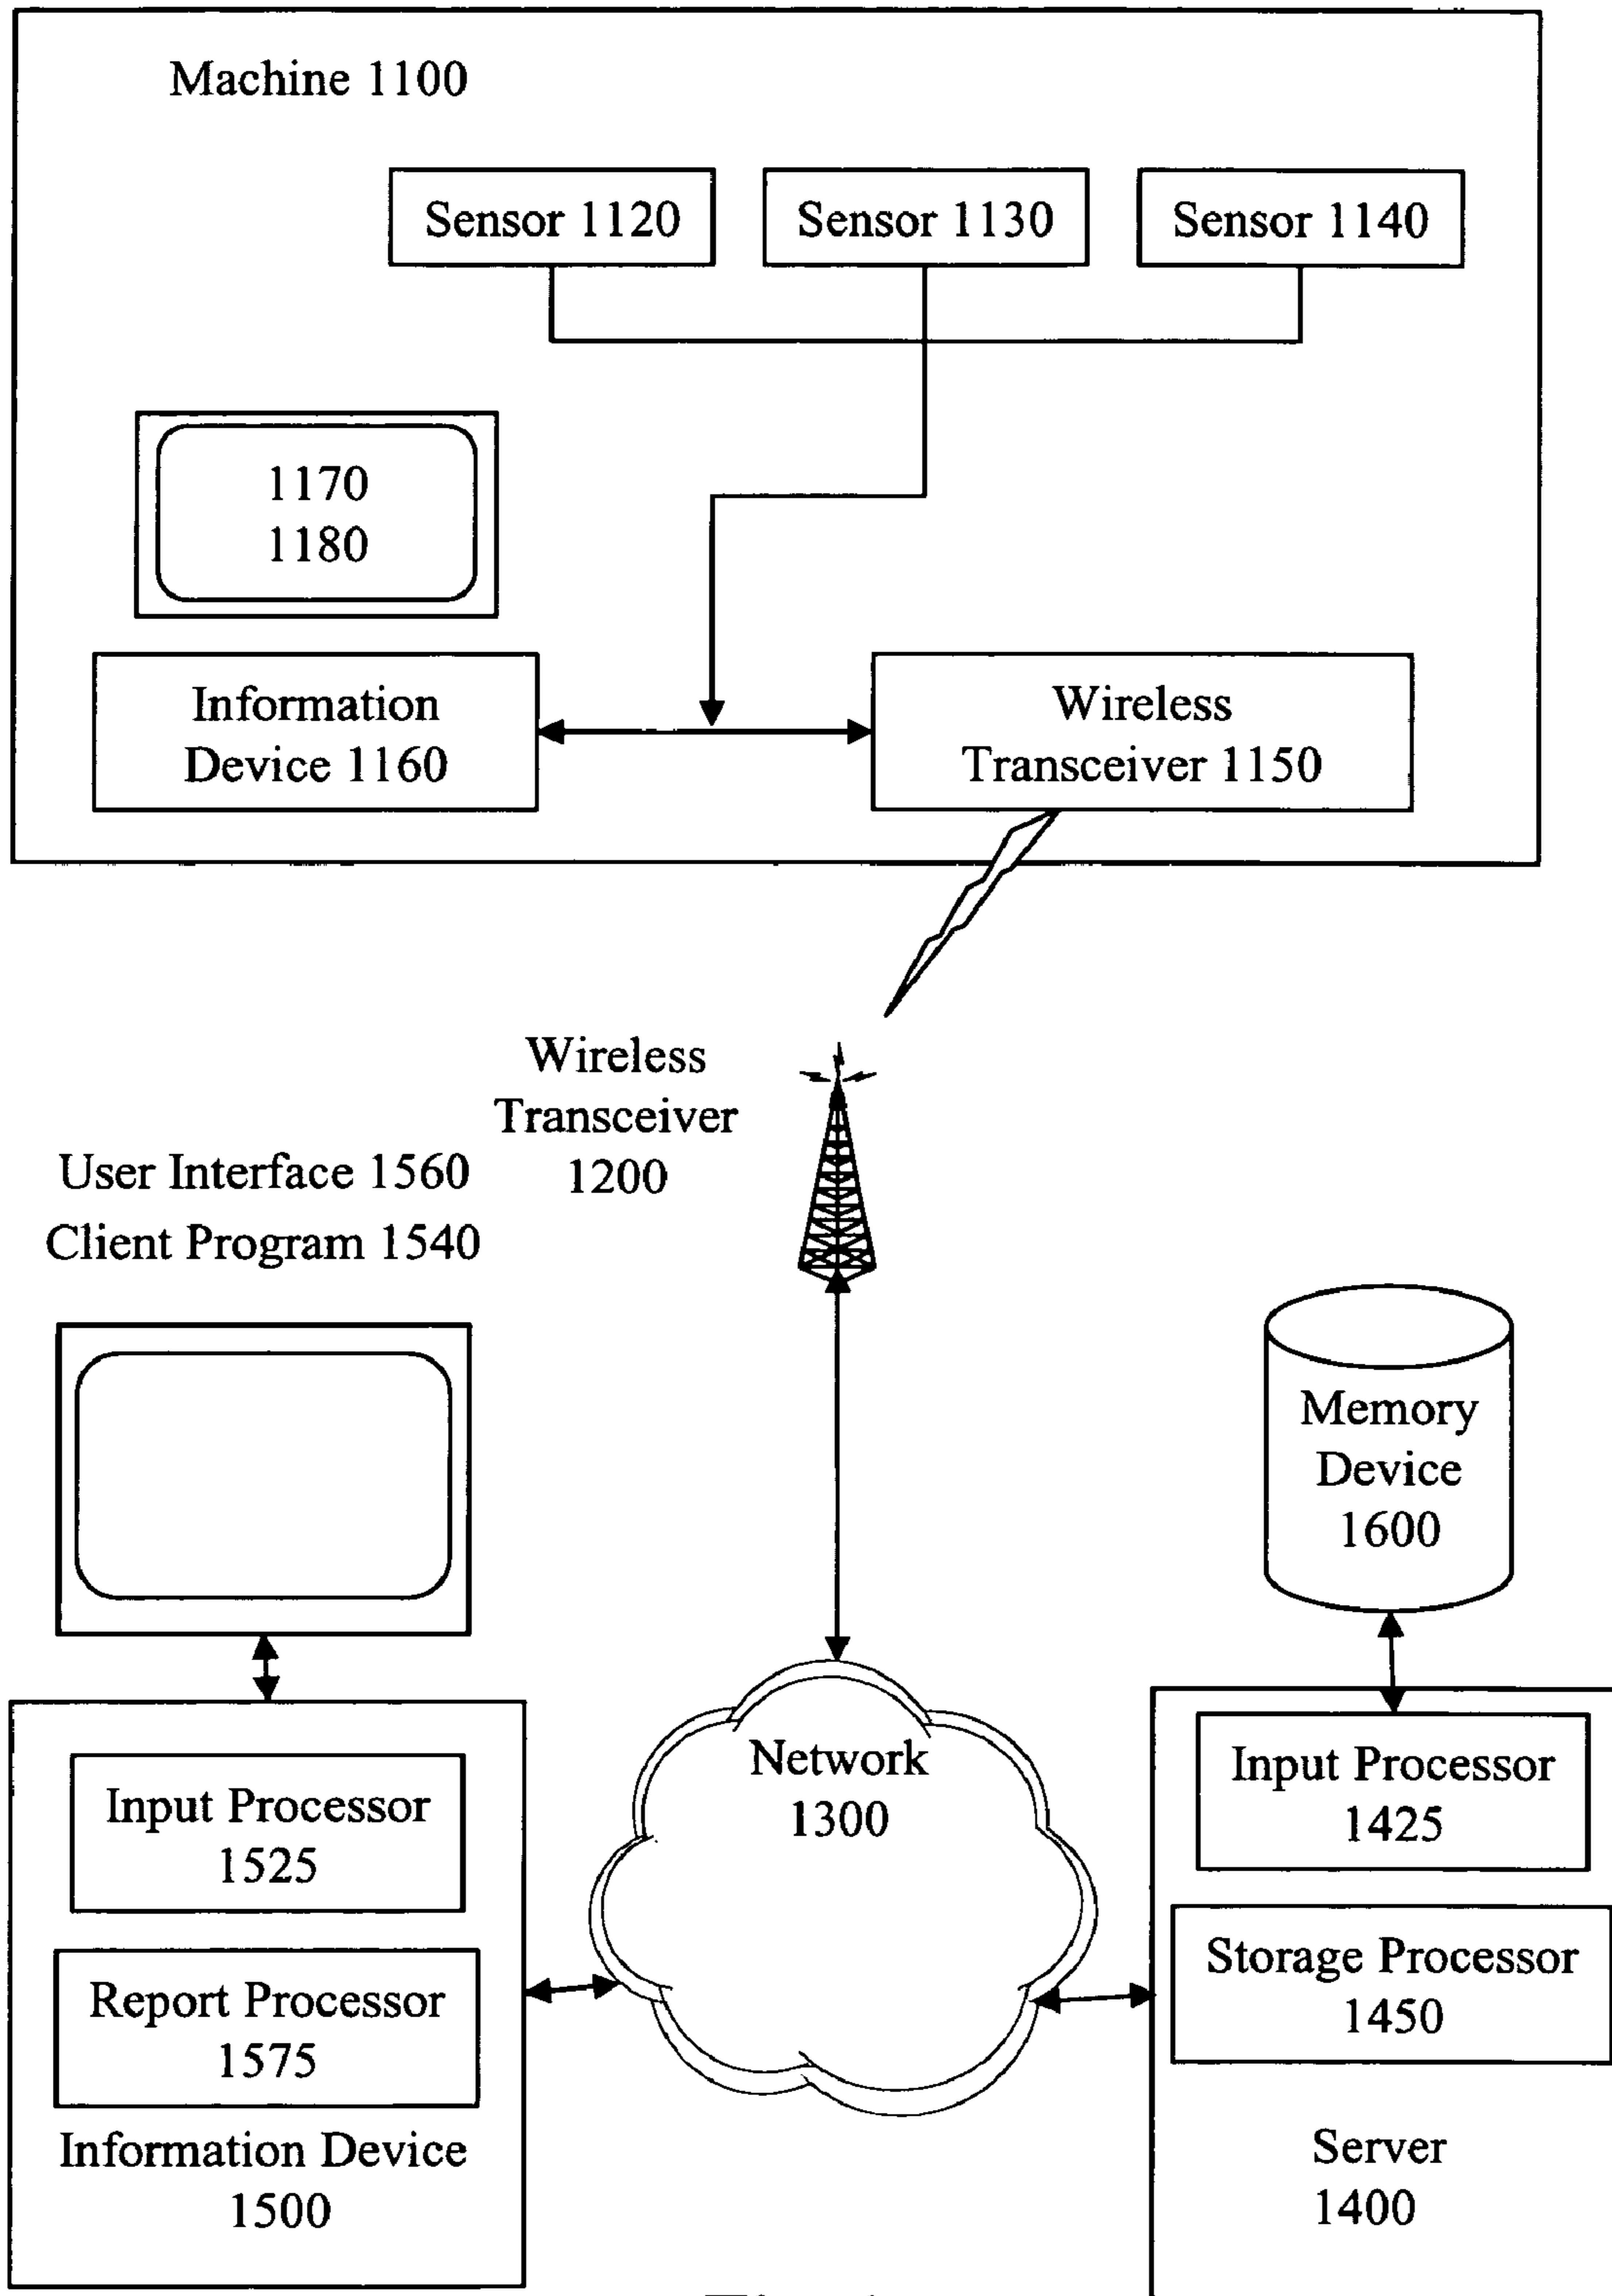 Machine 1100
Sensor 1120
Sensor 1130
Sensor 1140
1170
1180
Information
Device 1160
Wireless
Transceiver 1150
Wireless
Transceiver
1200
User Interface 1560
Client Program 1540
Memory
Device
1600
Network
1300
Input Processor
1525
Report Processor
1575
Information Device
1500
Input Processor
1425
Storage Processor
1450
Server
1400